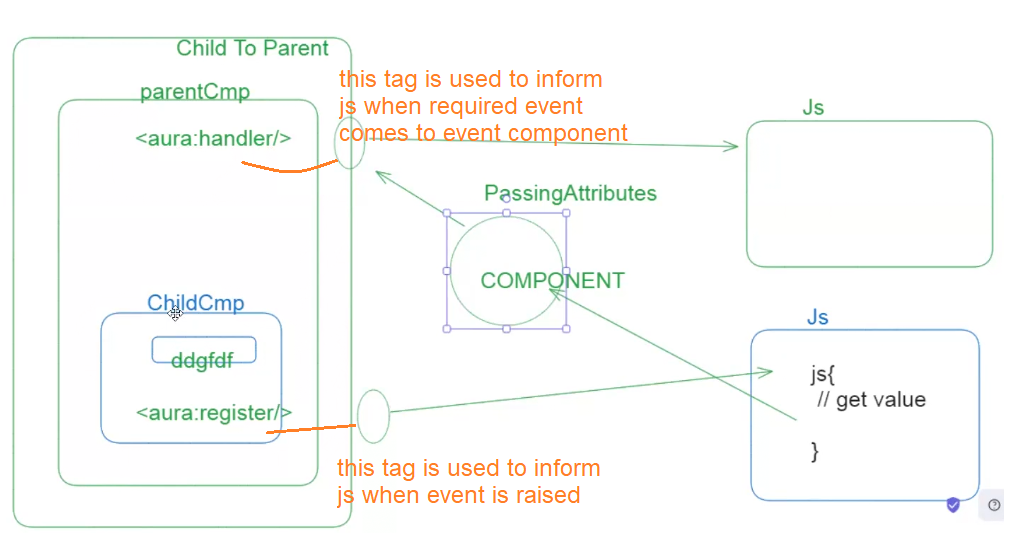 Child To Parent
parentCmp
<aura:handler/>
this tag is used to inform
js when required event
comes to event component
Js
PassingAttributes
COMPONENT
ChildCmp
ddgfdf
<aura:register/>
Js
js{
// get value
}
this tag is used to inform
js when event is raised